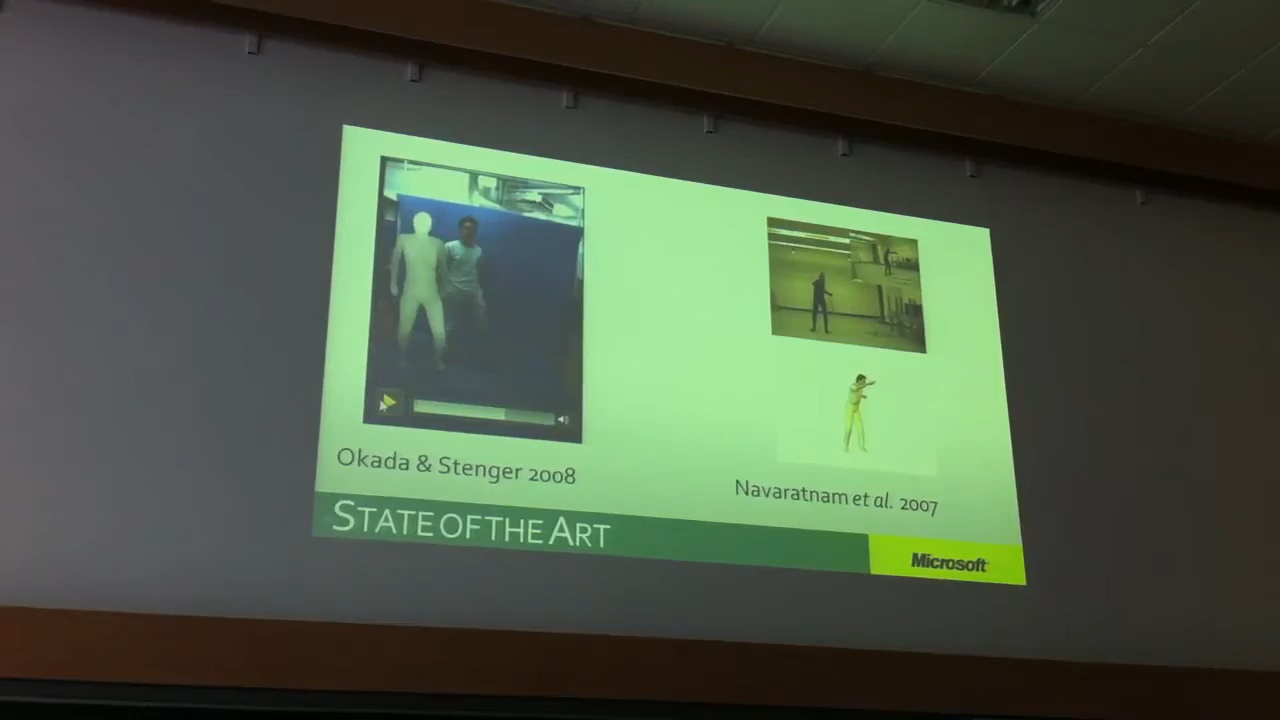 Okada & Stenger 2008
Navaratnam et al. 2007
STATE OF THE ART
Microsoft